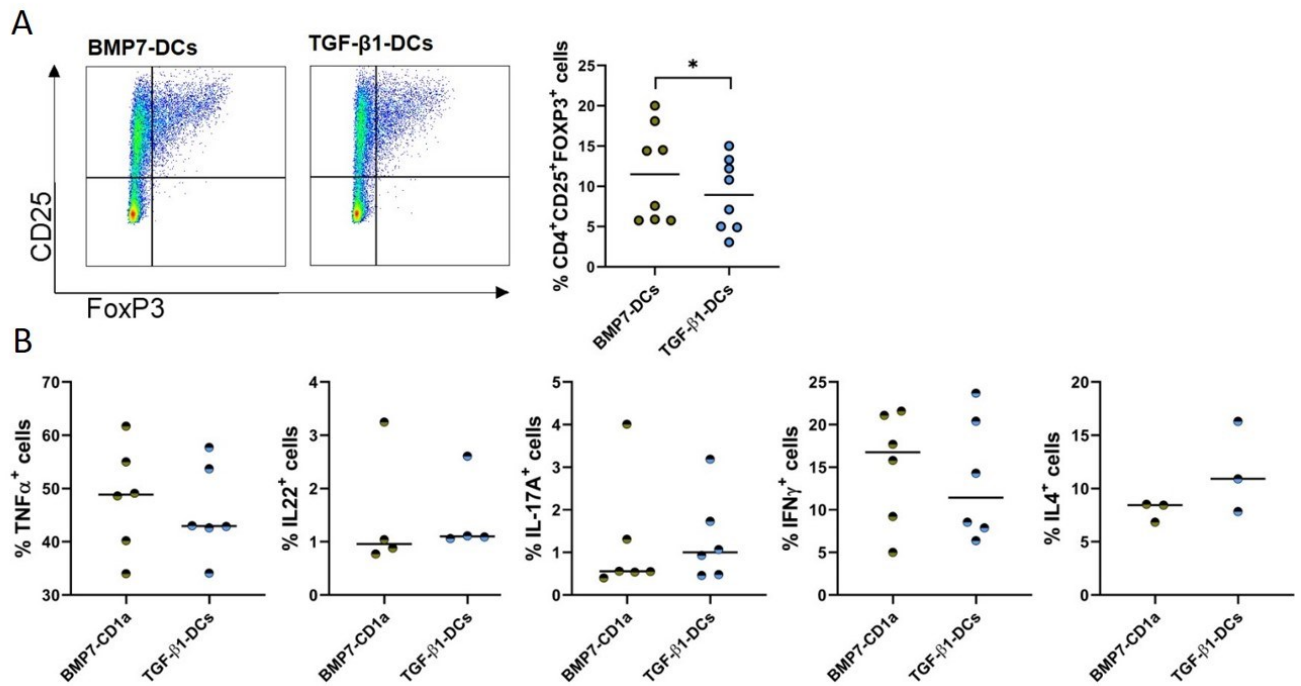 A
BMP7-DCs
TGF-β1-DCs
CD25
FoxP3
% CD4⁺CD25⁺FOXP3⁺ cells
25
20
15
10
5
0
*
BMP7-DCs
TGF-β1-DCs
B
% TNFα⁺ cells
70
60
50
40
30
BMP7-CD1a
TGF-β1-DCs
% IL22⁺ cells
4
3
2
1
0
BMP7-CD1a
TGF-β1-DCs
% IL-17A⁺ cells
5
4
3
2
1
0
BMP7-CD1a
TGF-β1-DCs
% IFNγ⁺ cells
25
20
15
10
5
0
BMP7-CD1a
TGF-β1-DCs
% IL4⁺ cells
20
15
10
5
0
BMP7-CD1a
TGF-β1-DCs